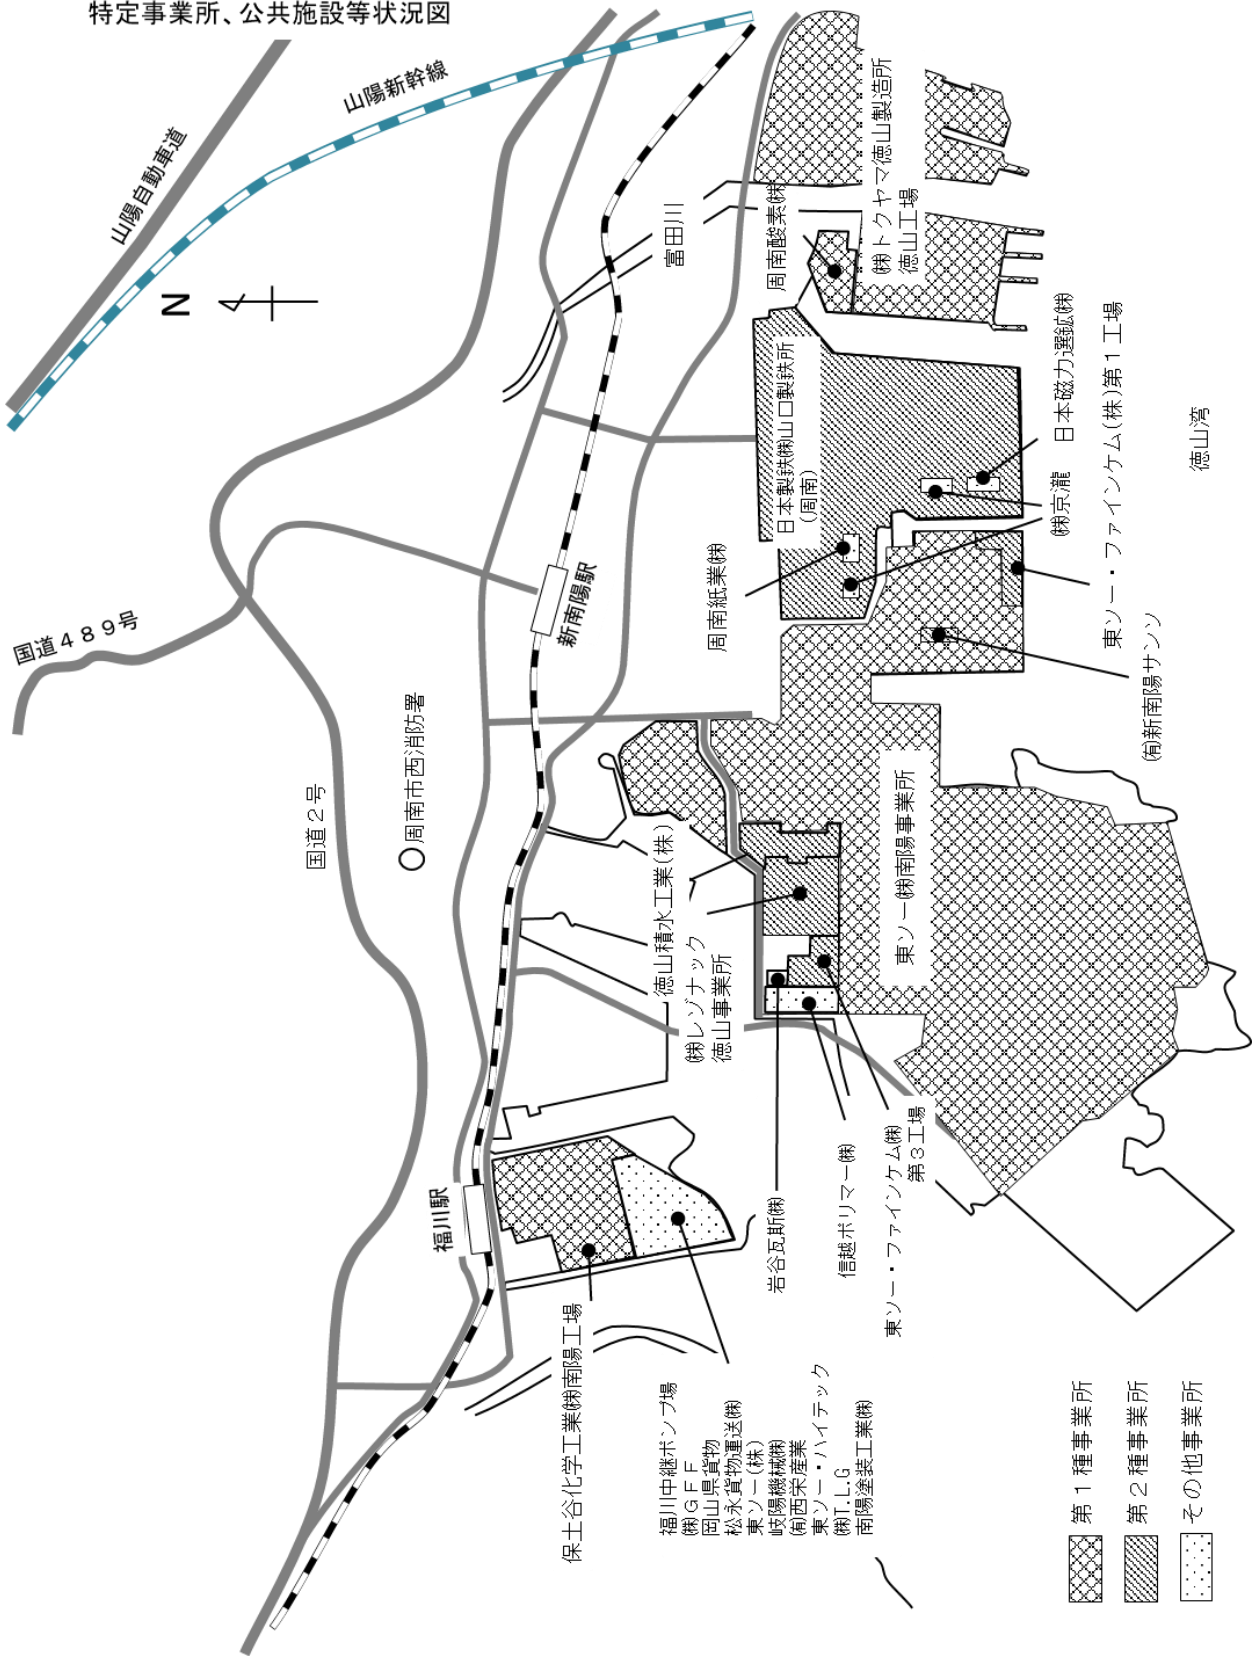 特定事業所、公共施設等状況図
山陽自動車道
山陽新幹線
N
国道４８９号
国道２号
周南市西消防署
新南陽駅
福川駅
富田川
周南酸素㈱
㈱トクヤマ徳山製造所
徳山工場
日本製鉄㈱山口製鉄所
(周南)
日本磁力選鉱㈱
㈱京瀧
東ソー・ファインケム(株)第１工場
徳山湾
周南紙業㈱
㈲新南陽サンソ
東ソー㈱南陽事業所
徳山積水工業(株)
㈱レゾナック
徳山事業所
岩谷瓦斯㈱
信越ポリマー㈱
東ソー・ファインケム㈱
第３工場
保土谷化学工業㈱南陽工場
福川中継ポンプ場
㈱ＧＦＦ
岡山県貨物
松永貨物運送㈱
東ソー(株)
岐陽機械㈱
㈲西栄産業
東ソー・ハイテック
㈱T.L.G
南陽塗装工業㈱
第１種事業所
第２種事業所
その他事業所